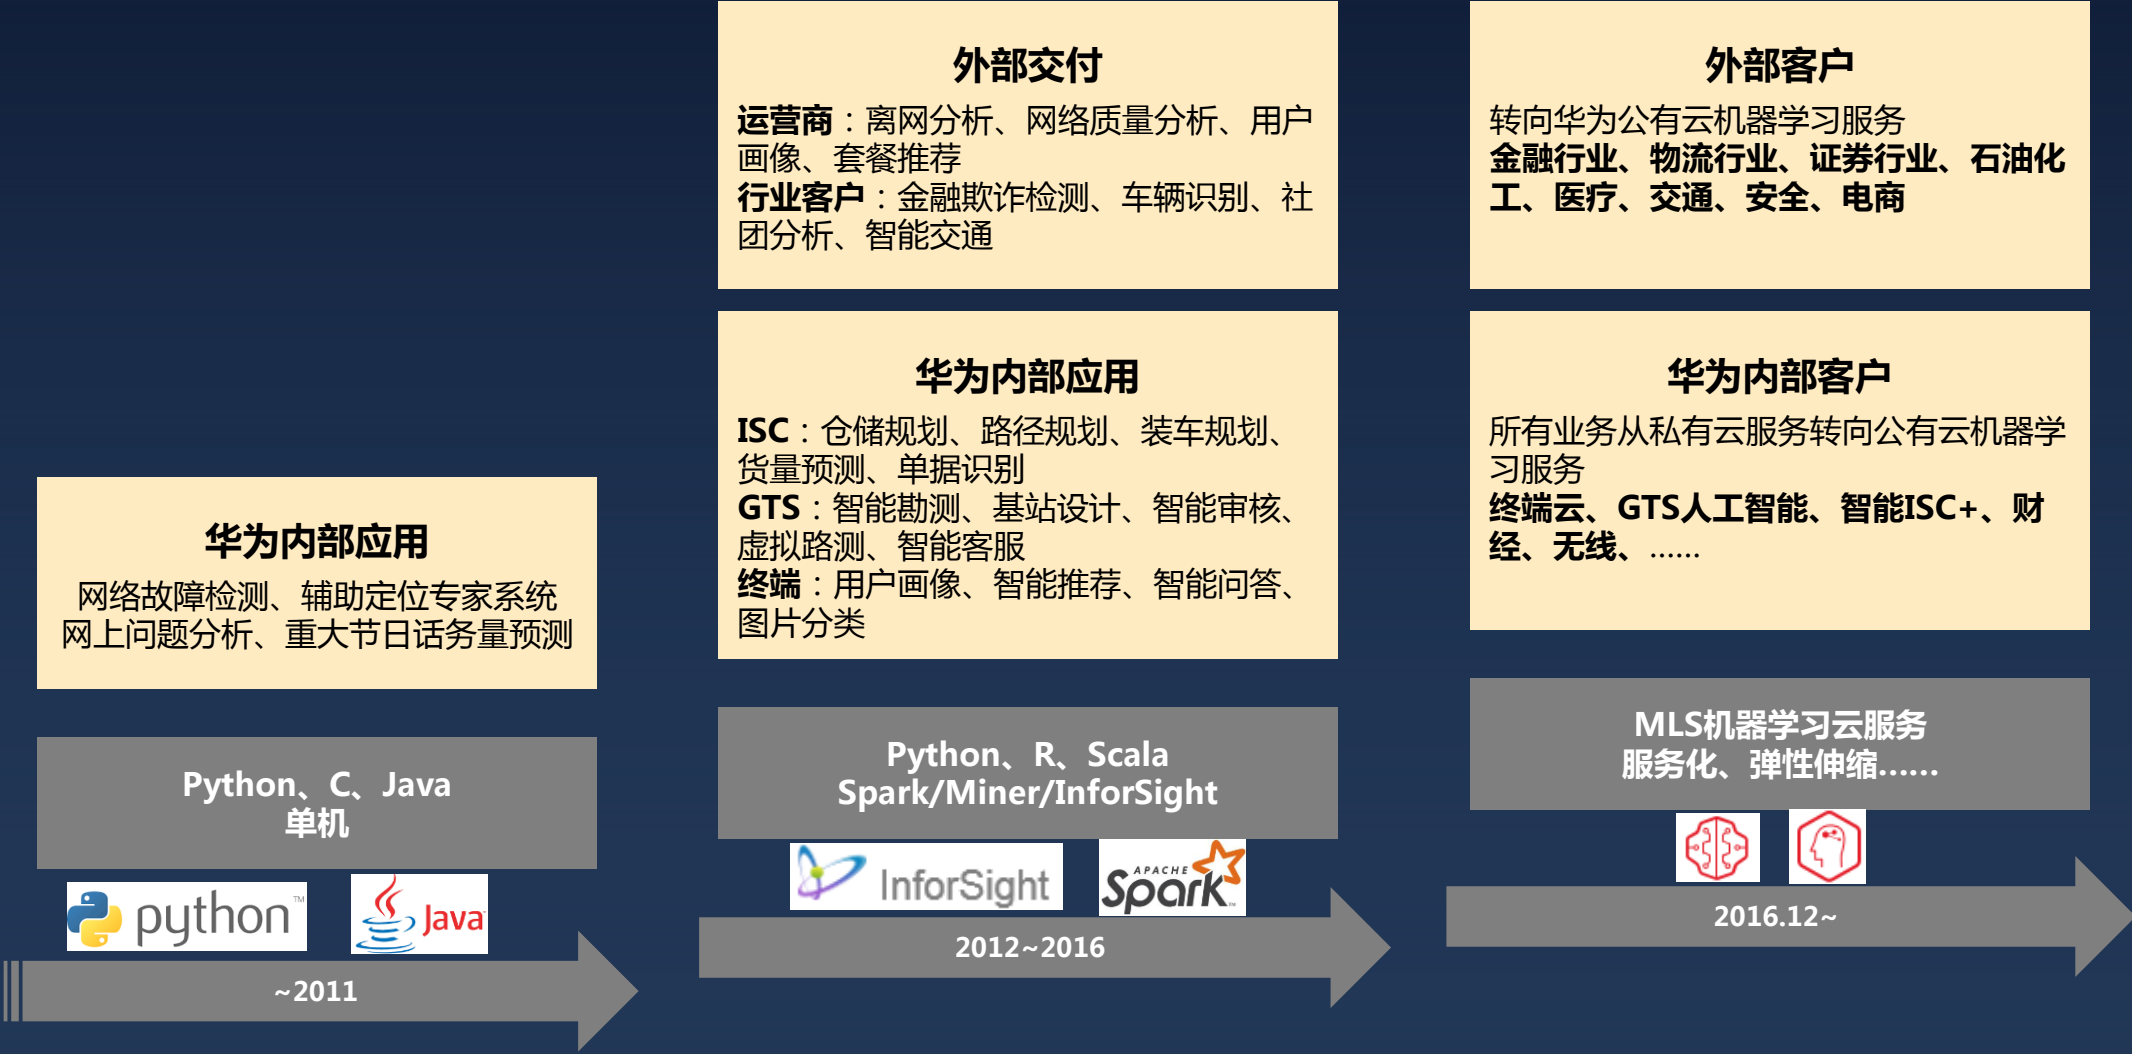 华为内部应用
网络故障检测、辅助定位专家系统
网上问题分析、重大节日话务量预测
Python、C、Java
单机
python™
Java
~2011
外部交付
运营商：离网分析、网络质量分析、用户
画像、套餐推荐
行业客户：金融欺诈检测、车辆识别、社
团分析、智能交通
华为内部应用
ISC：仓储规划、路径规划、装车规划、
货量预测、单据识别
GTS：智能勘测、基站设计、智能审核、
虚拟路测、智能客服
终端：用户画像、智能推荐、智能问答、
图片分类
Python、R、Scala
Spark/Miner/InforSight
InforSight
APACHE
Spark
2012~2016
外部客户
转向华为公有云机器学习服务
金融行业、物流行业、证券行业、石油化
工、医疗、交通、安全、电商
华为内部客户
所有业务从私有云服务转向公有云机器学
习服务
终端云、GTS人工智能、智能ISC+、财
经、无线、……
MLS机器学习云服务
服务化、弹性伸缩……
2016.12~